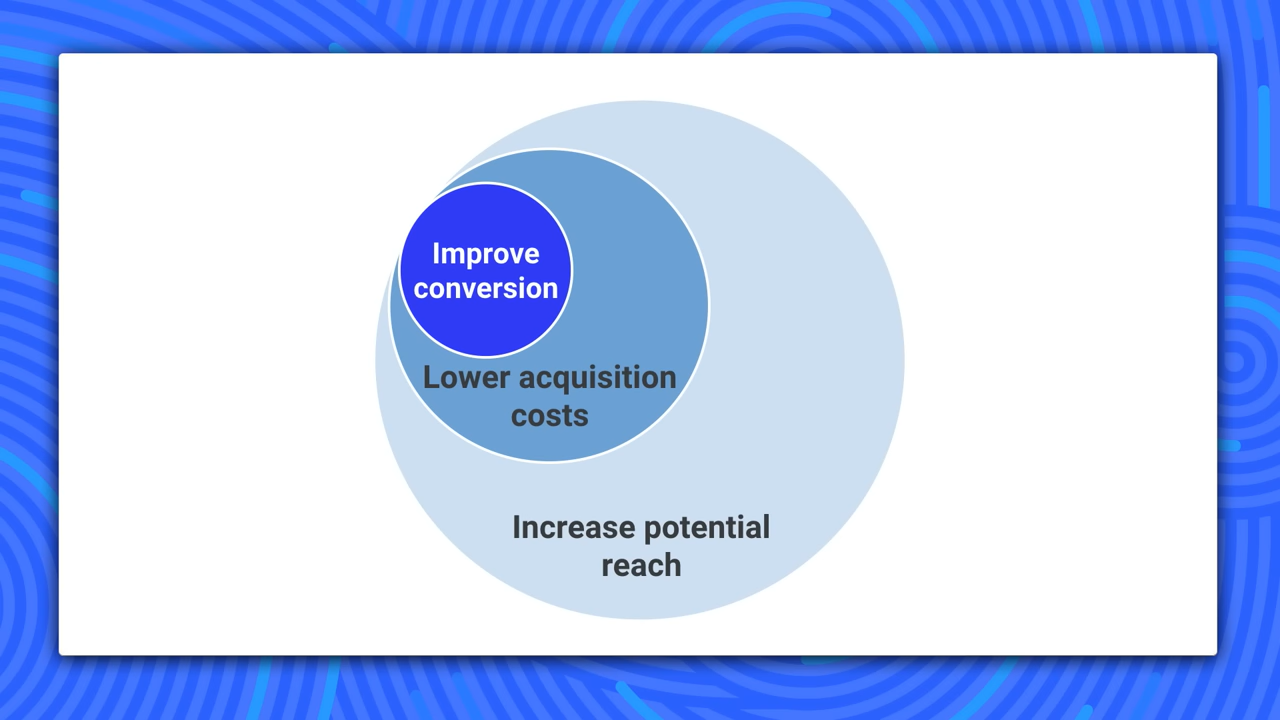 Improve
conversion
Lower acquisition
costs
Increase potential
reach